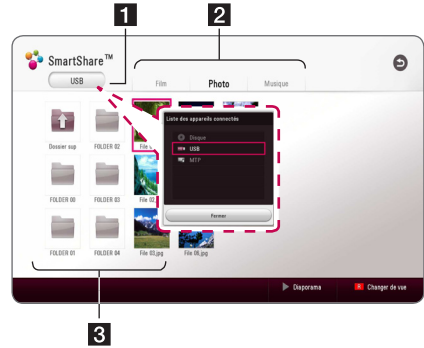 1
2
SmartShare™
USB
Film
Photo
Musique
Liste des appareils connectés
Disque
USB
MTP
Fermer
Dossier sup
FOLDER 02
FOLDER 00
FOLDER 03
File 02.
FOLDER 01
FOLDER 04
File 03.jpg
File 08.jpg
Diaporama
R Changer de vue
3